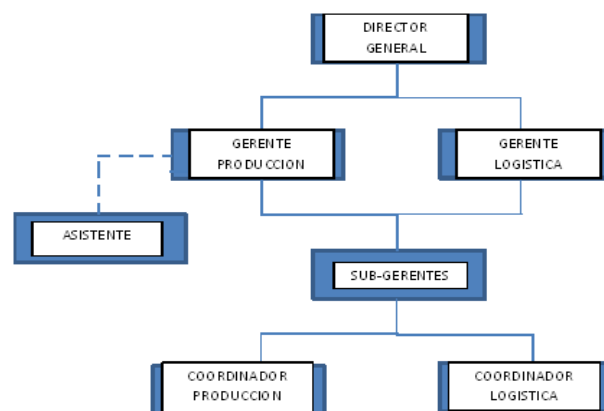 DIRECTOR
GENERAL
GERENTE
PRODUCCION
GERENTE
LOGISTICA
ASISTENTE
SUB-GERENTES
COORDINADOR
PRODUCCION
COORDINADOR
LOGISTICA